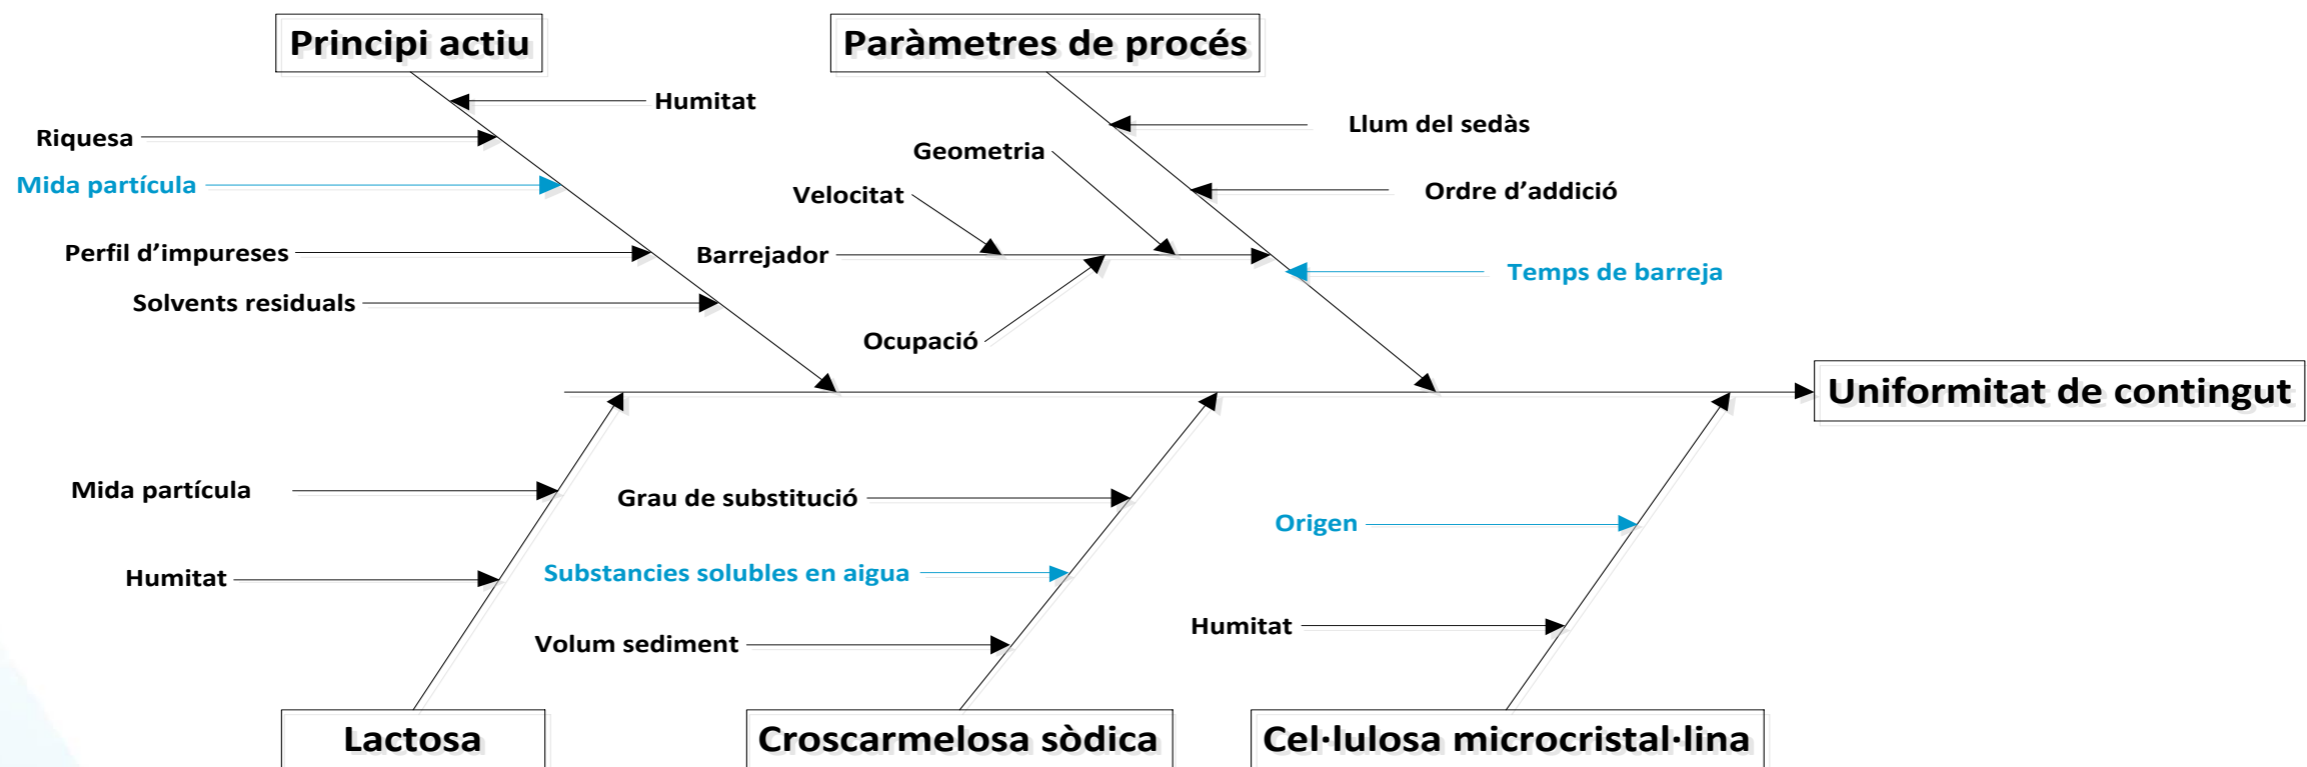 Principi actiu
Paràmetres de procés
Humitat
Llum del sedàs
Riquesa
Geometria
Mida partícula
Velocitat
Ordre d’addició
Perfil d’impureses
Barrejador
Temps de barreja
Solvents residuals
Ocupació
Uniformitat de contingut
Mida partícula
Grau de substitució
Origen
Humitat
Substancies solubles en aigua
Humitat
Volum sediment
Lactosa
Croscarmelosa sòdica
Cel·lulosa microcristal·lina